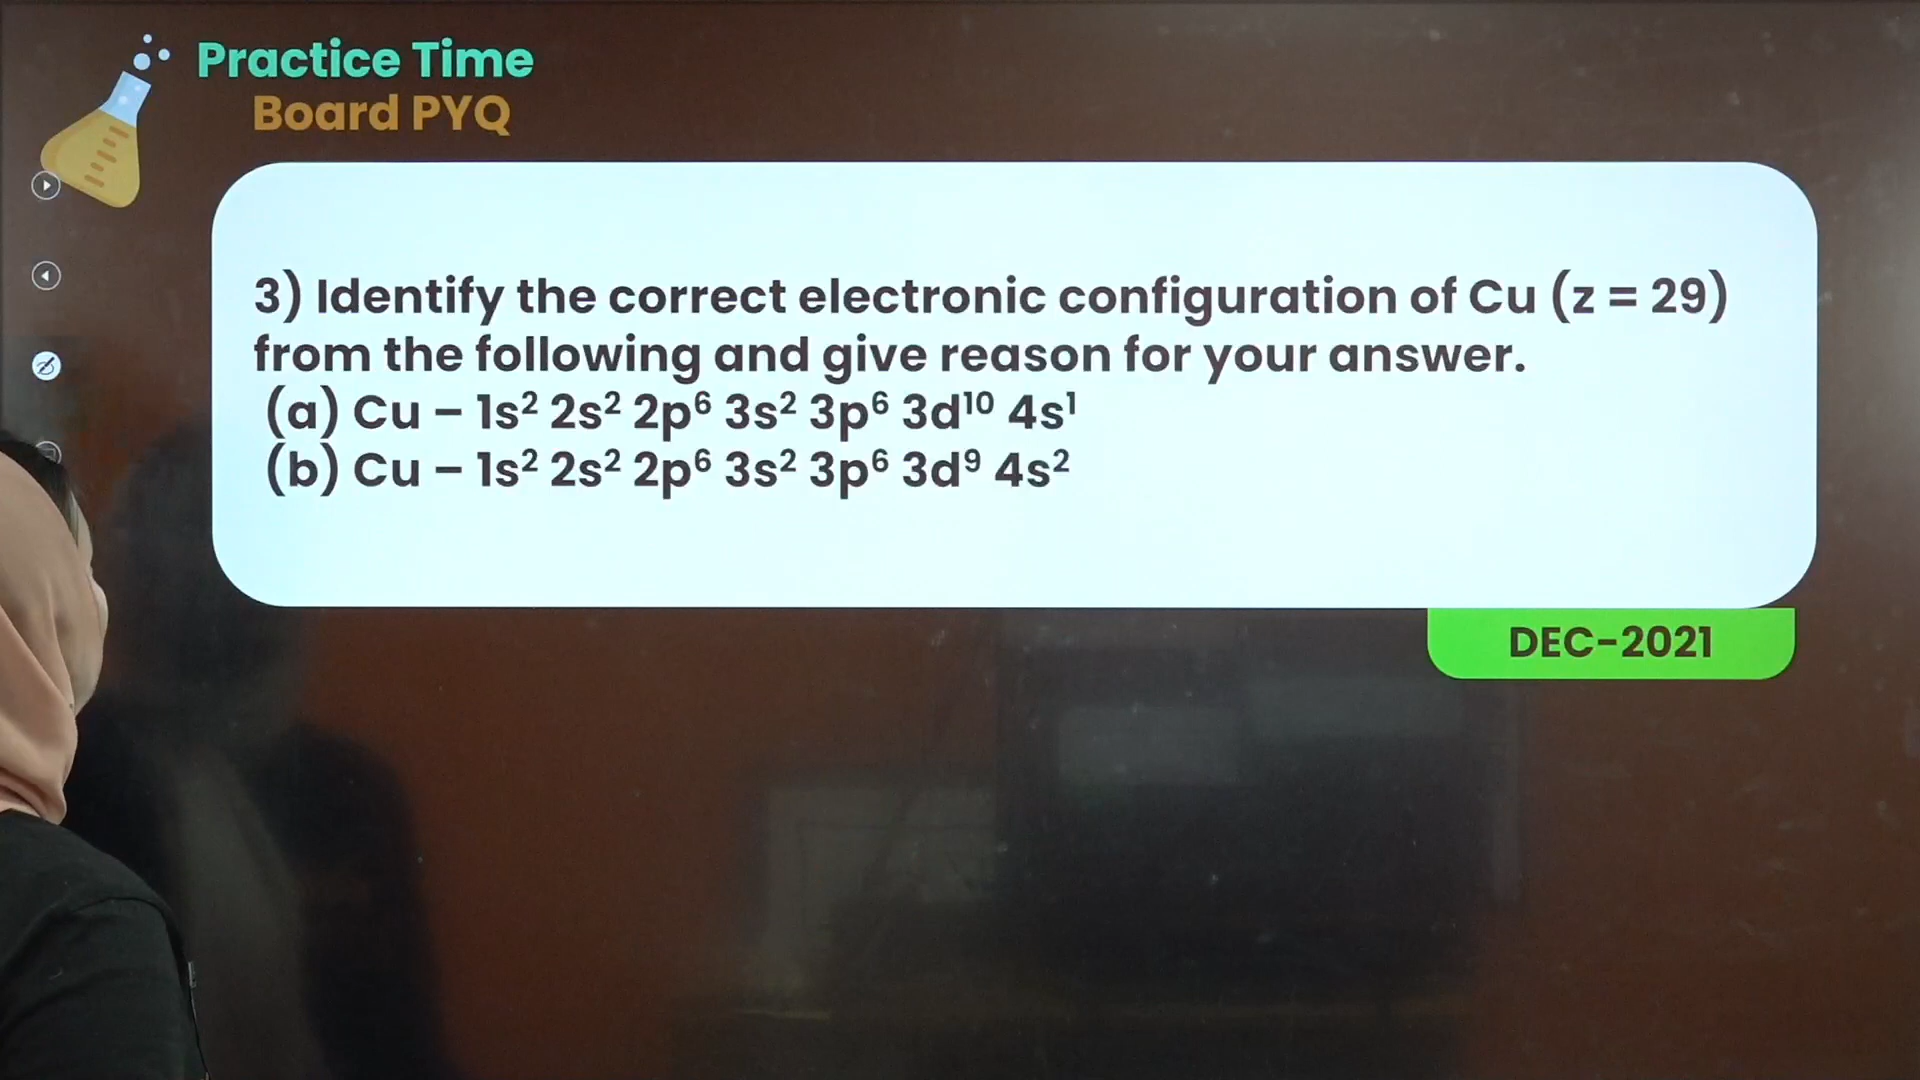 Practice Time
Board PYQ
3) Identify the correct electronic configuration of Cu (z = 29)
from the following and give reason for your answer.
(a) Cu – 1s² 2s² 2p⁶ 3s² 3p⁶ 3d¹⁰ 4s¹
(b) Cu – 1s² 2s² 2p⁶ 3s² 3p⁶ 3d⁹ 4s²
DEC-2021